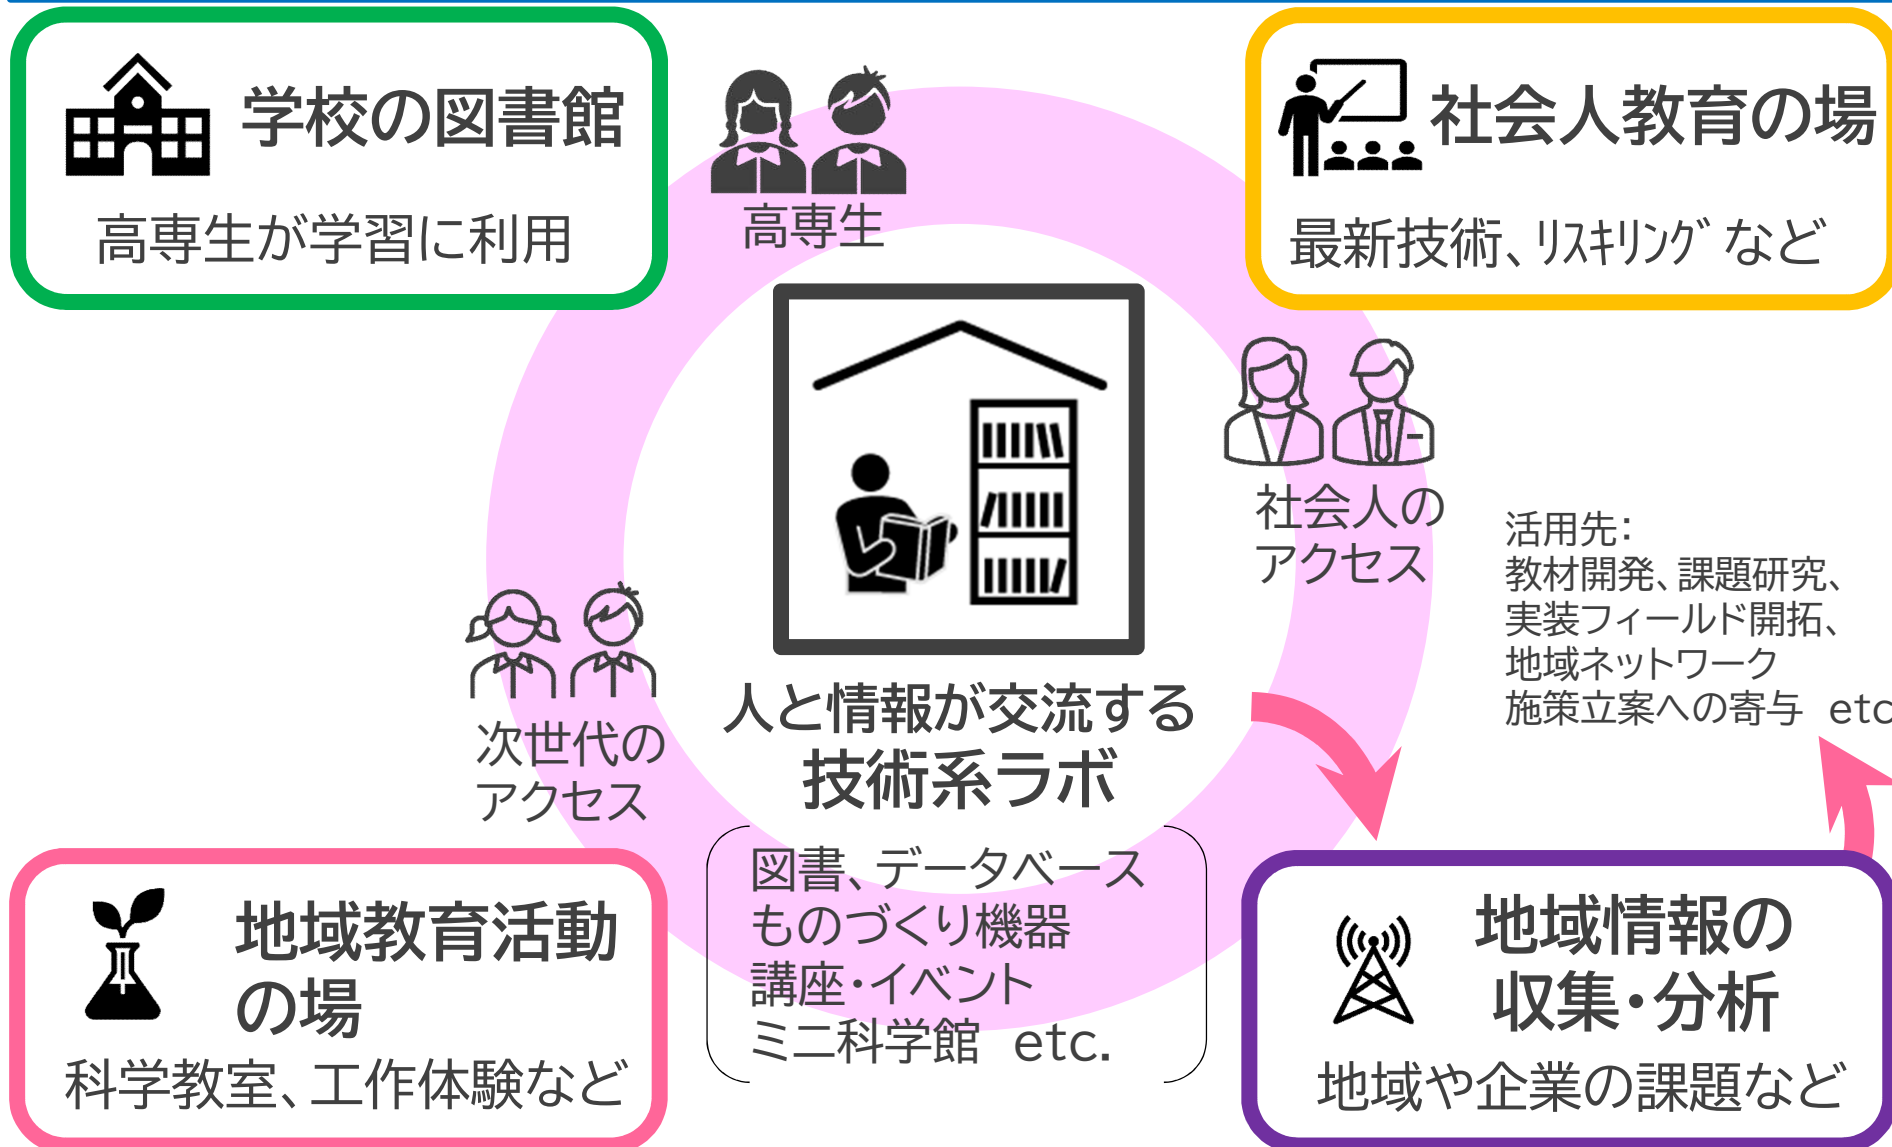 学校の図書館
高専生が学習に利用
高専生
社会人教育の場
最新技術、ﾘｽｷﾘﾝｸﾞなど
社会人の
アクセス
活用先：
教材開発、課題研究、
実装フィールド開拓、
地域ネットワーク
施策立案への寄与 etc
次世代の
アクセス
人と情報が交流する
技術系ラボ
図書、データベース
ものづくり機器
講座・イベント
ミニ科学館 etc.
地域教育活動
の場
科学教室、工作体験など
地域情報の
収集・分析
地域や企業の課題など